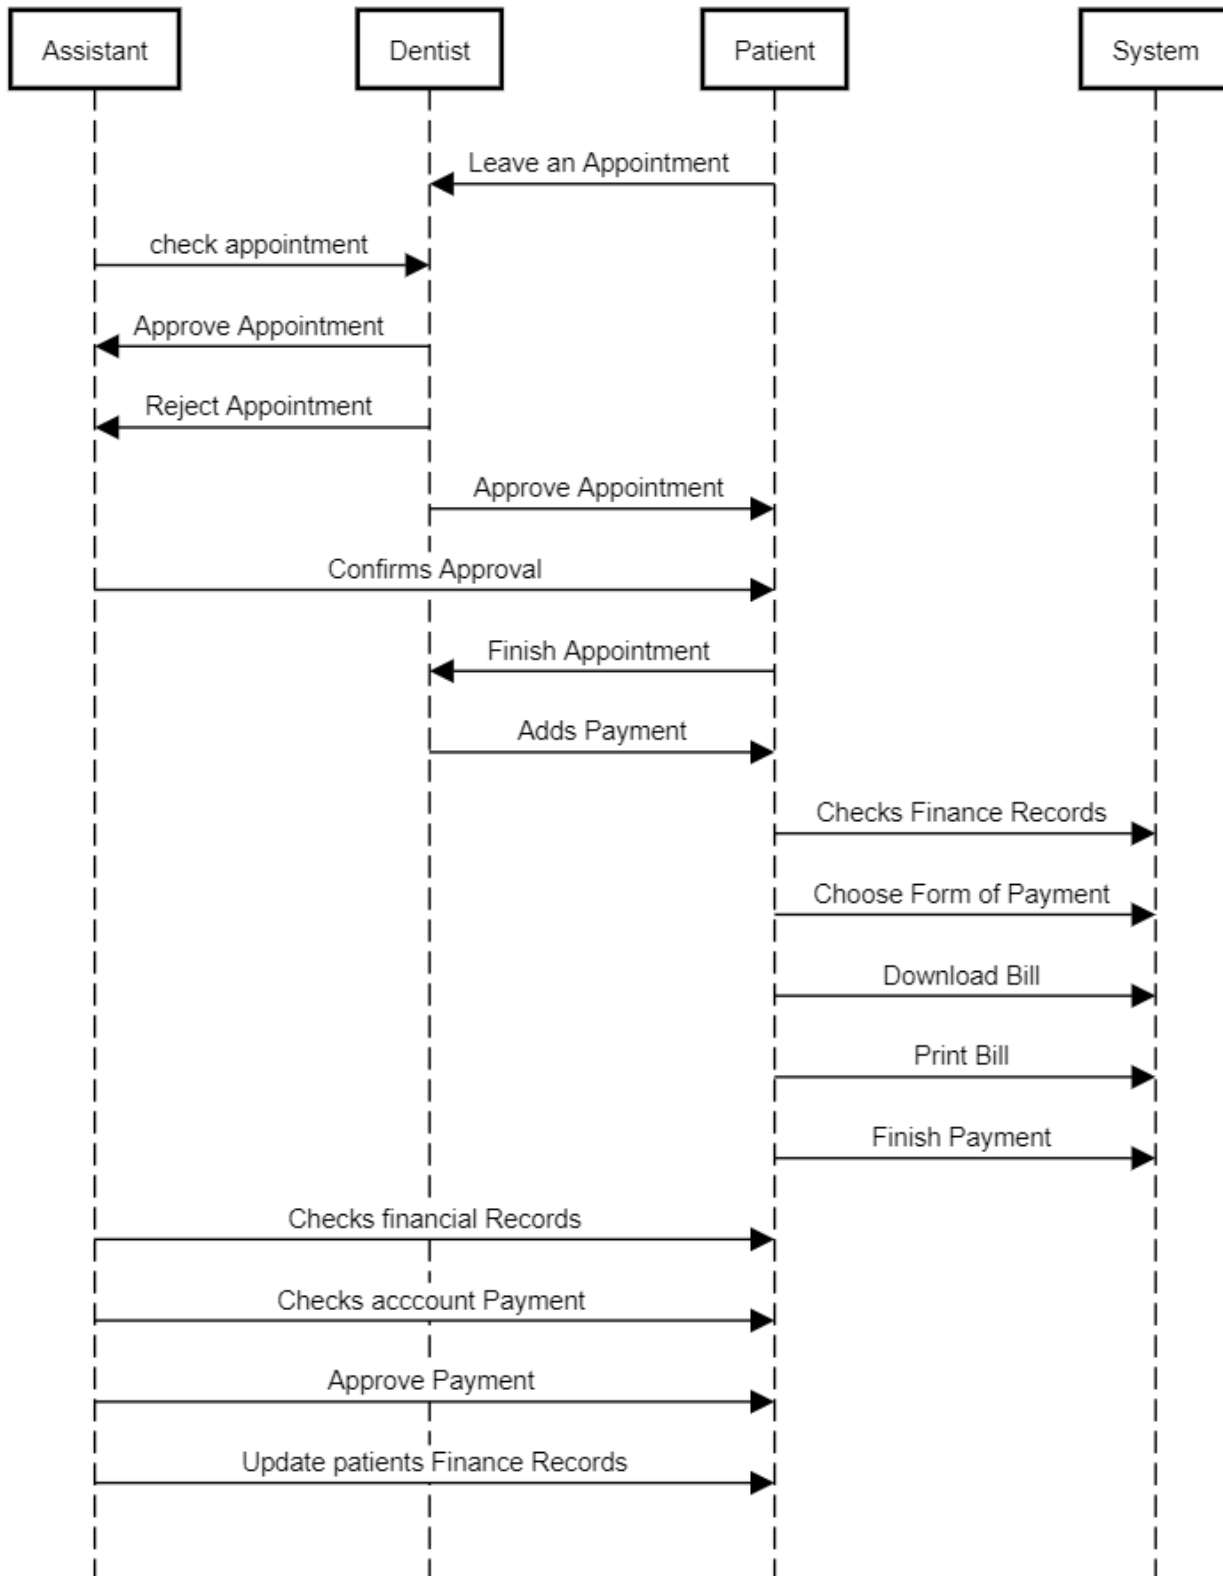 Assistant
Dentist
Patient
System
Leave an Appointment
check appointment
Approve Appointment
Reject Appointment
Approve Appointment
Confirms Approval
Finish Appointment
Adds Payment
Checks Finance Records
Choose Form of Payment
Download Bill
Print Bill
Finish Payment
Checks financial Records
Checks acccount Payment
Approve Payment
Update patients Finance Records